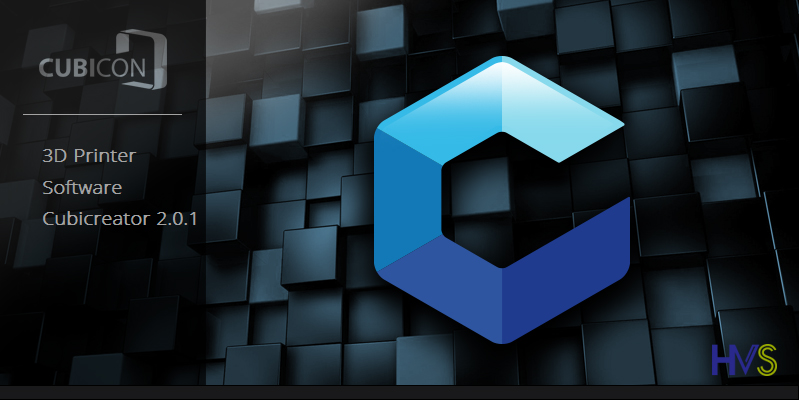 CUBICON
3D Printer
Software
Cubicreator 2.0.1
HVS